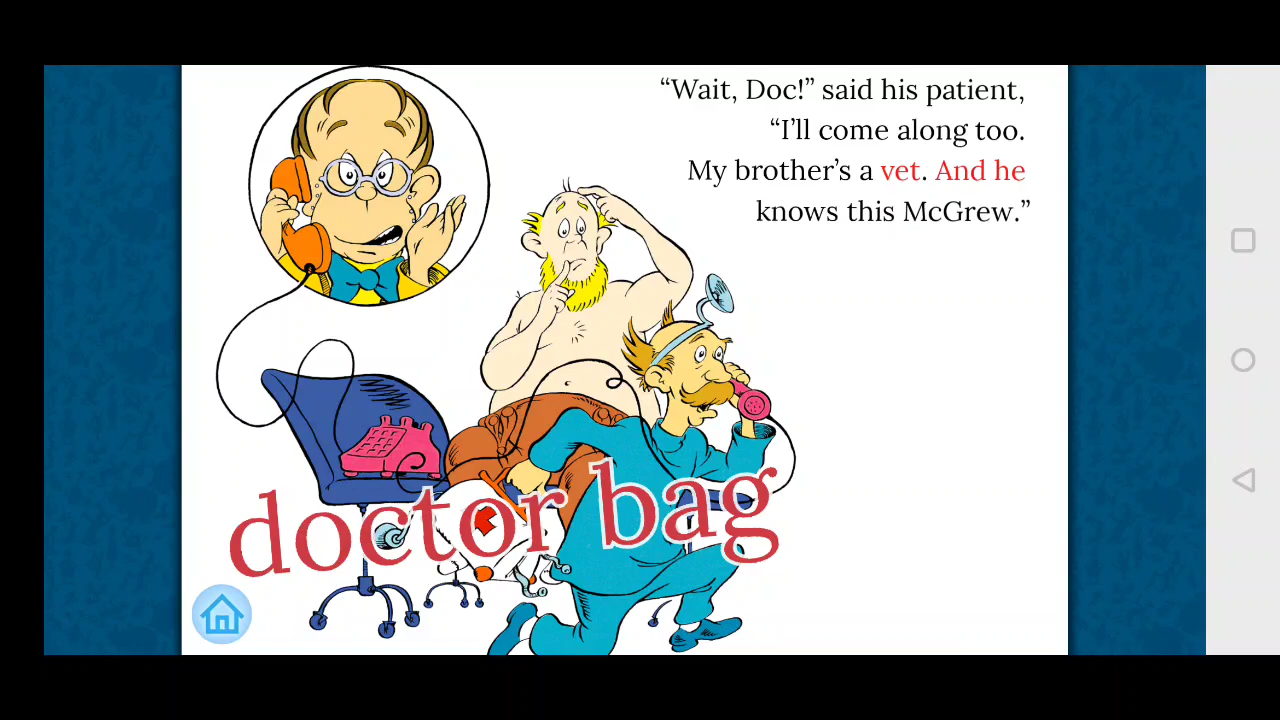 “Wait, Doc!” said his patient,
“I’ll come along too.
My brother’s a vet. And he
knows this McGrew.”
doctor bag